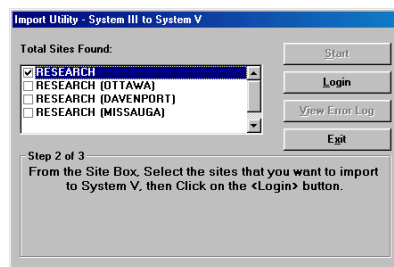 Import Utility - System III to System V
Total Sites Found:
RESEARCH
RESEARCH (OTTAWA)
RESEARCH (DAVENPORT)
RESEARCH (MISSAUGA)
Start
Login
View Error Log
Exit
Step 2 of 3
From the Site Box, Select the sites that you want to import
to System V, then Click on the <Login> button.